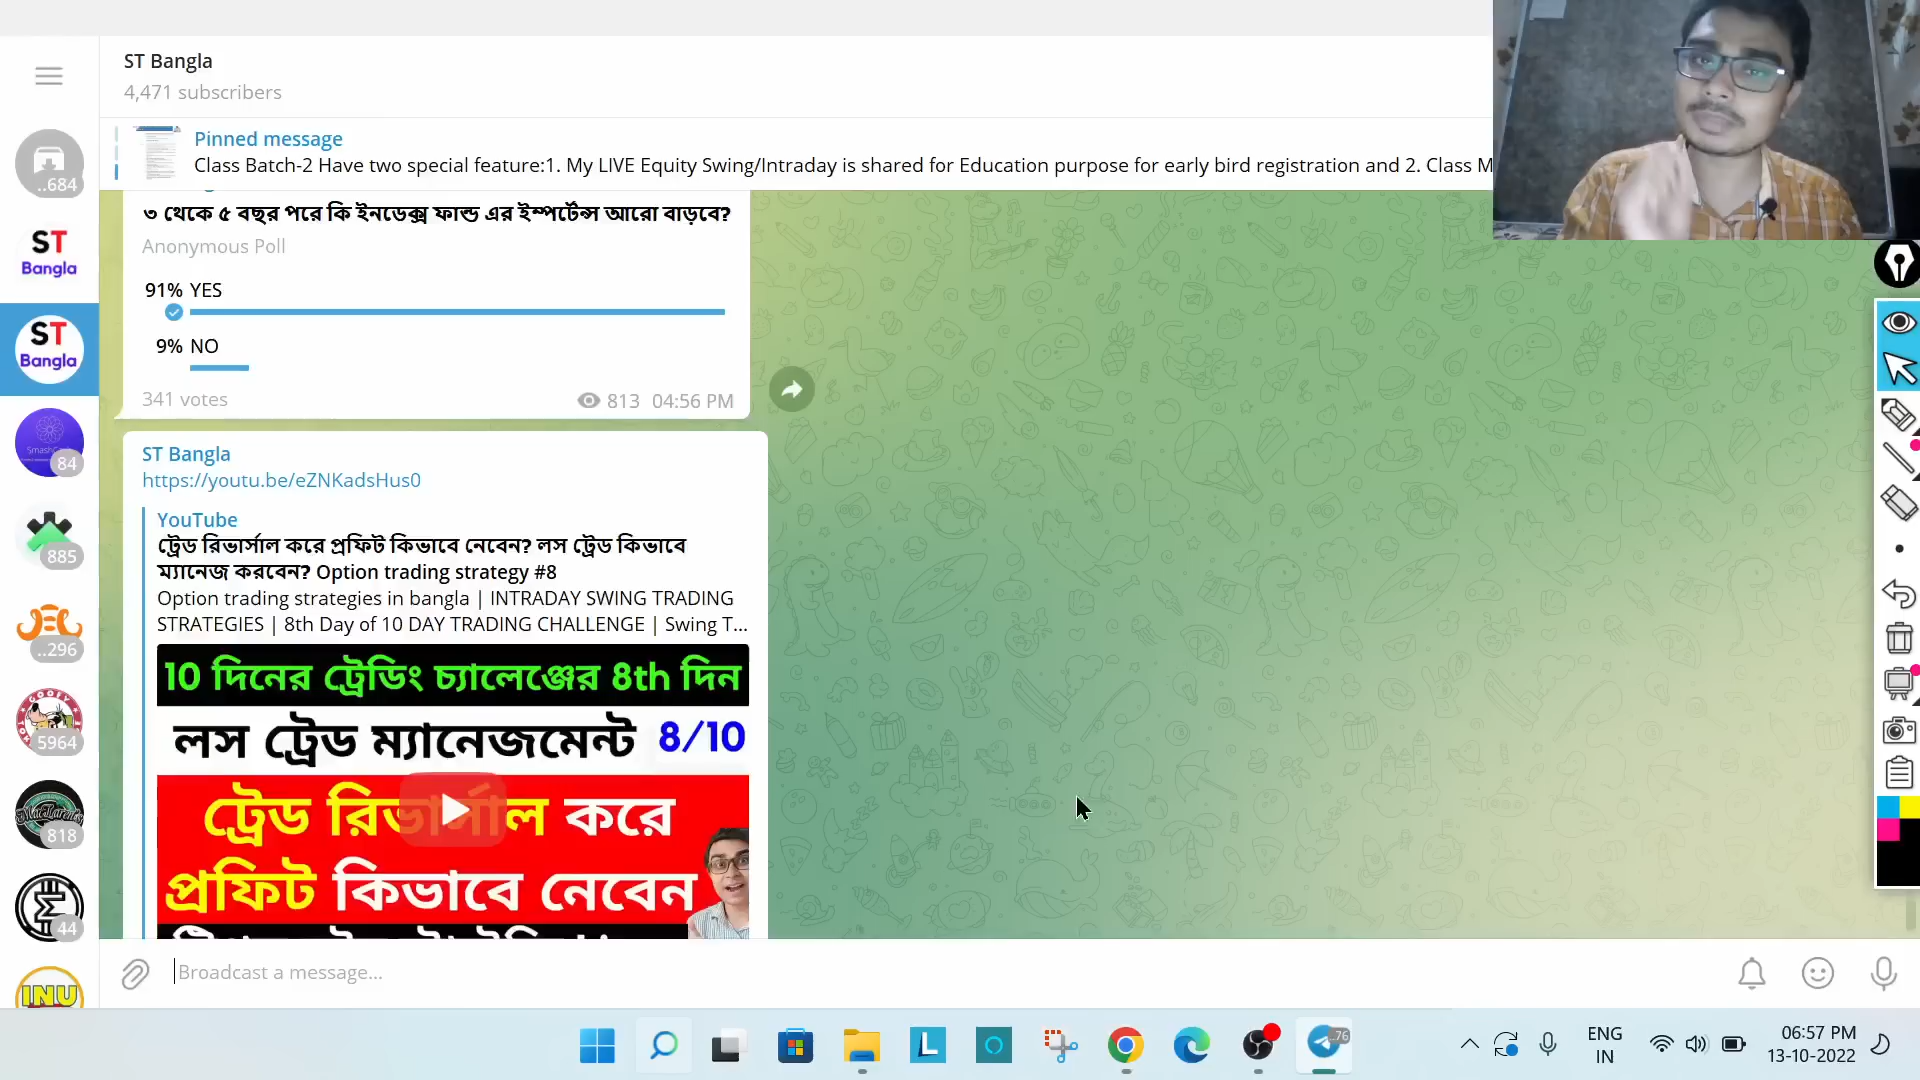 ST Bangla
4,471 subscribers
Pinned message
Class Batch-2 Have two special feature:1. My LIVE Equity Swing/Intraday is shared for Education purpose for early bird registration and 2. Class M
..684
ST
Bangla
ST
Bangla
84
885
..296
5964
818
44
INU
৩ থেকে ৫ বছর পরে কি ইনডেক্স ফান্ড এর ইম্পর্টেন্স আরো বাড়বে?
Anonymous Poll
91% YES
9% NO
341 votes
813 04:56 PM
ST Bangla
https://youtu.be/eZNKadsHus0
YouTube
ট্রেড রিভার্সাল করে প্রফিট কিভাবে নেবেন? লস ট্রেড কিভাবে
ম্যানেজ করবেন? Option trading strategy #8
Option trading strategies in bangla | INTRADAY SWING TRADING
STRATEGIES | 8th Day of 10 DAY TRADING CHALLENGE | Swing T...
10 দিনের ট্রেডিং চ্যালেঞ্জের 8th দিন
লস ট্রেড ম্যানেজমেন্ট 8/10
ট্রেড রিভার্সাল করে
প্রফিট কিভাবে নেবেন
Broadcast a message...
L
..76
ENG
IN
06:57 PM
13-10-2022